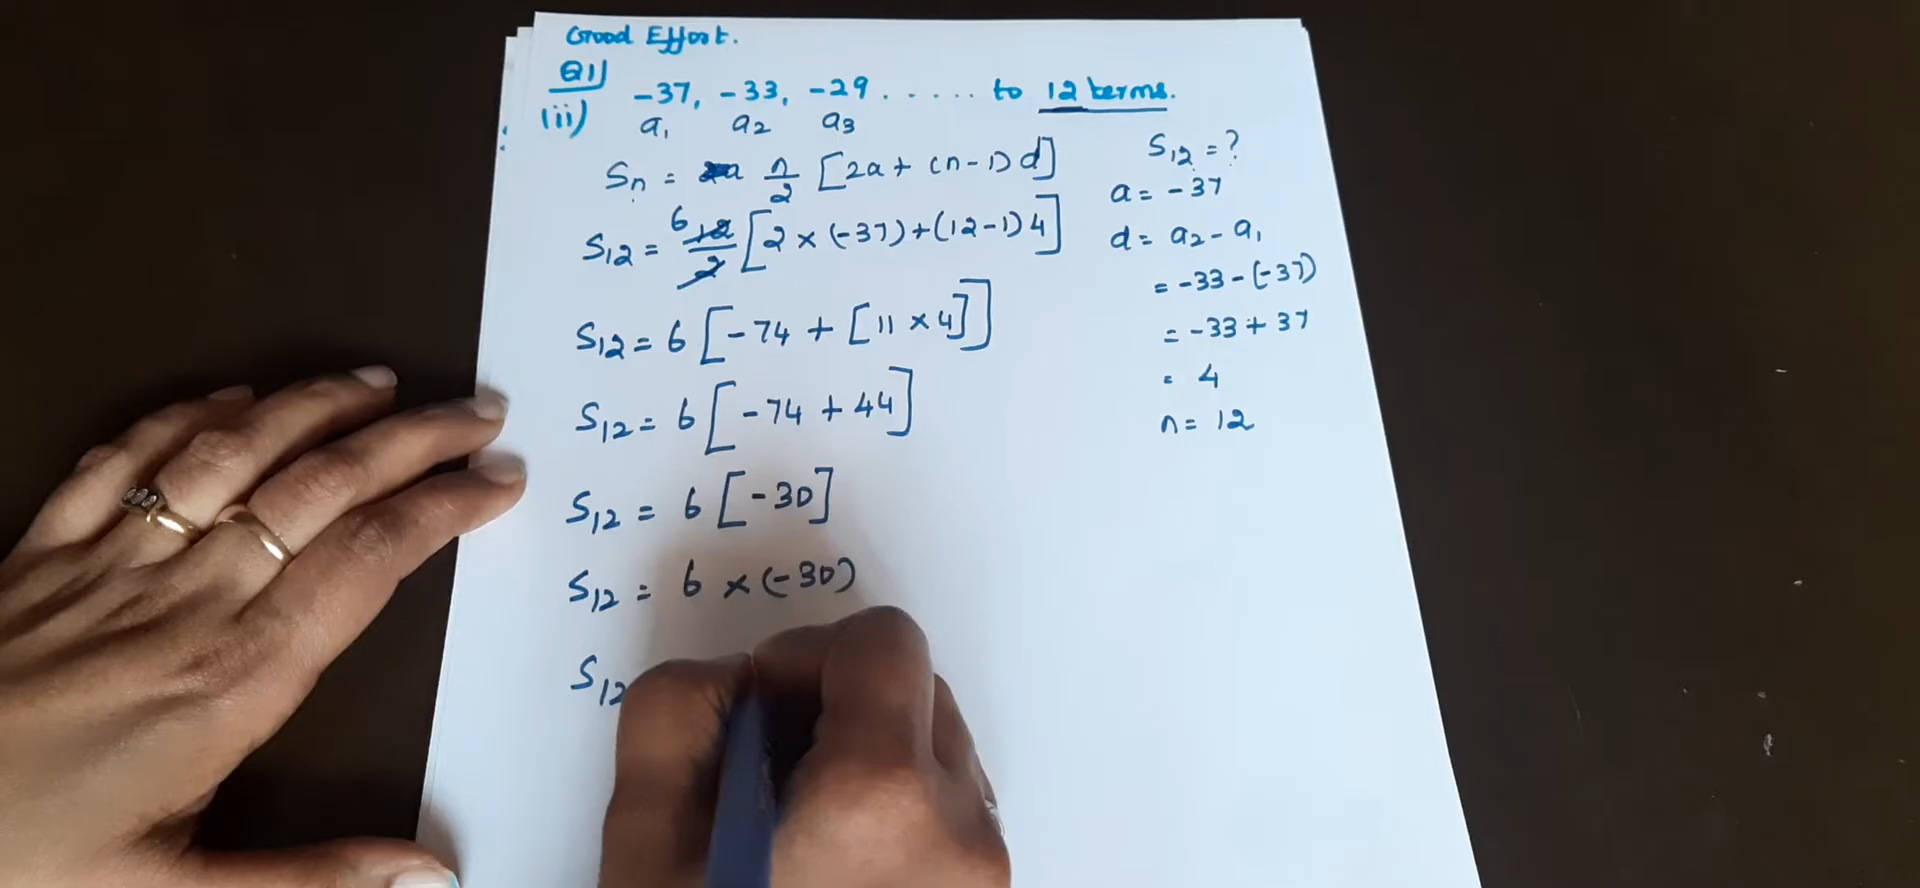 Good Effort.
Q1)
(ii) -37, -33, -29 ..... to 12 terms.
a₁ a₂ a₃
Sn = n/2 [2a + (n-1) d]
S₁₂ = 6 12/2 [2 × (-37) + (12-1) 4]
S₁₂ = 6 [-74 + [11 × 4]]
S₁₂ = 6 [-74 + 44]
S₁₂ = 6 [-30]
S₁₂ = 6 × (-30)
S₁₂
S₁₂ = ?
a = -37
d = a₂ - a₁
= -33 - (-37)
= -33 + 37
= 4
n = 12